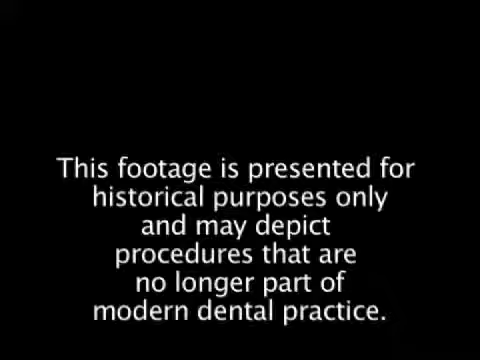 This footage is presented for
historical purposes only
and may depict
procedures that are
no longer part of
modern dental practice.